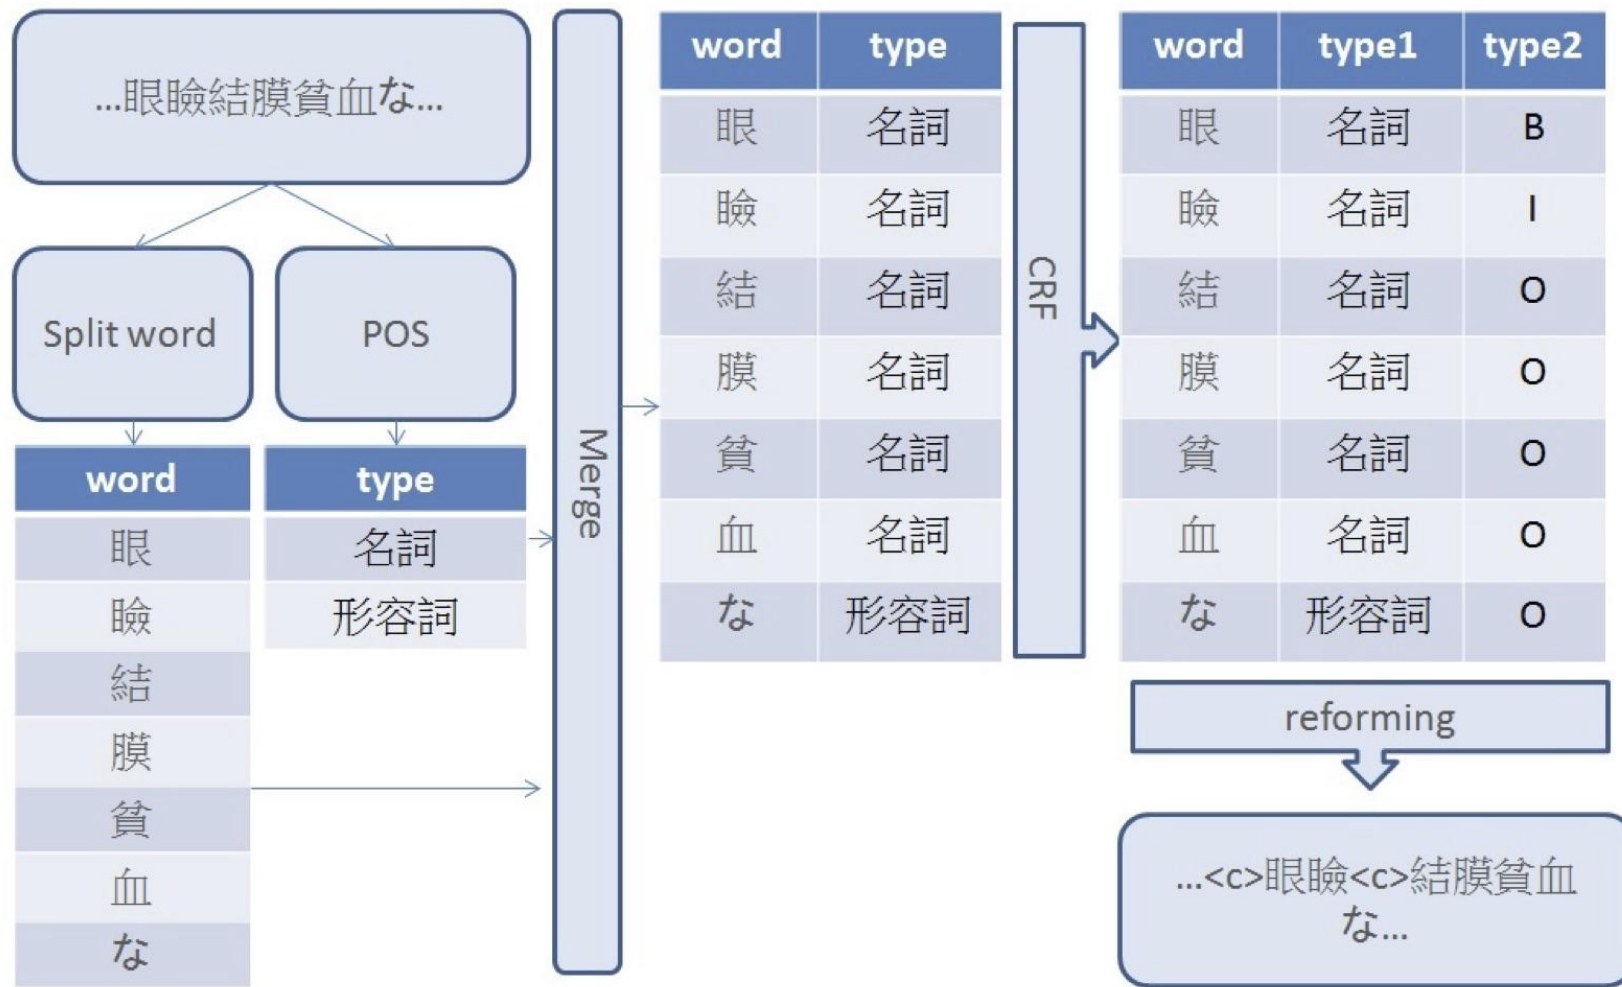 ...眼瞼結膜貧血な...
Split word
POS
word
眼
瞼
結
膜
貧
血
な
type
名詞
形容詞
Merge
word type
眼 名詞
瞼 名詞
結 名詞
膜 名詞
貧 名詞
血 名詞
な 形容詞
CRF
word type1 type2
眼 名詞 B
瞼 名詞 I
結 名詞 O
膜 名詞 O
貧 名詞 O
血 名詞 O
な 形容詞 O
reforming
...<c>眼瞼<c>結膜貧血
な...